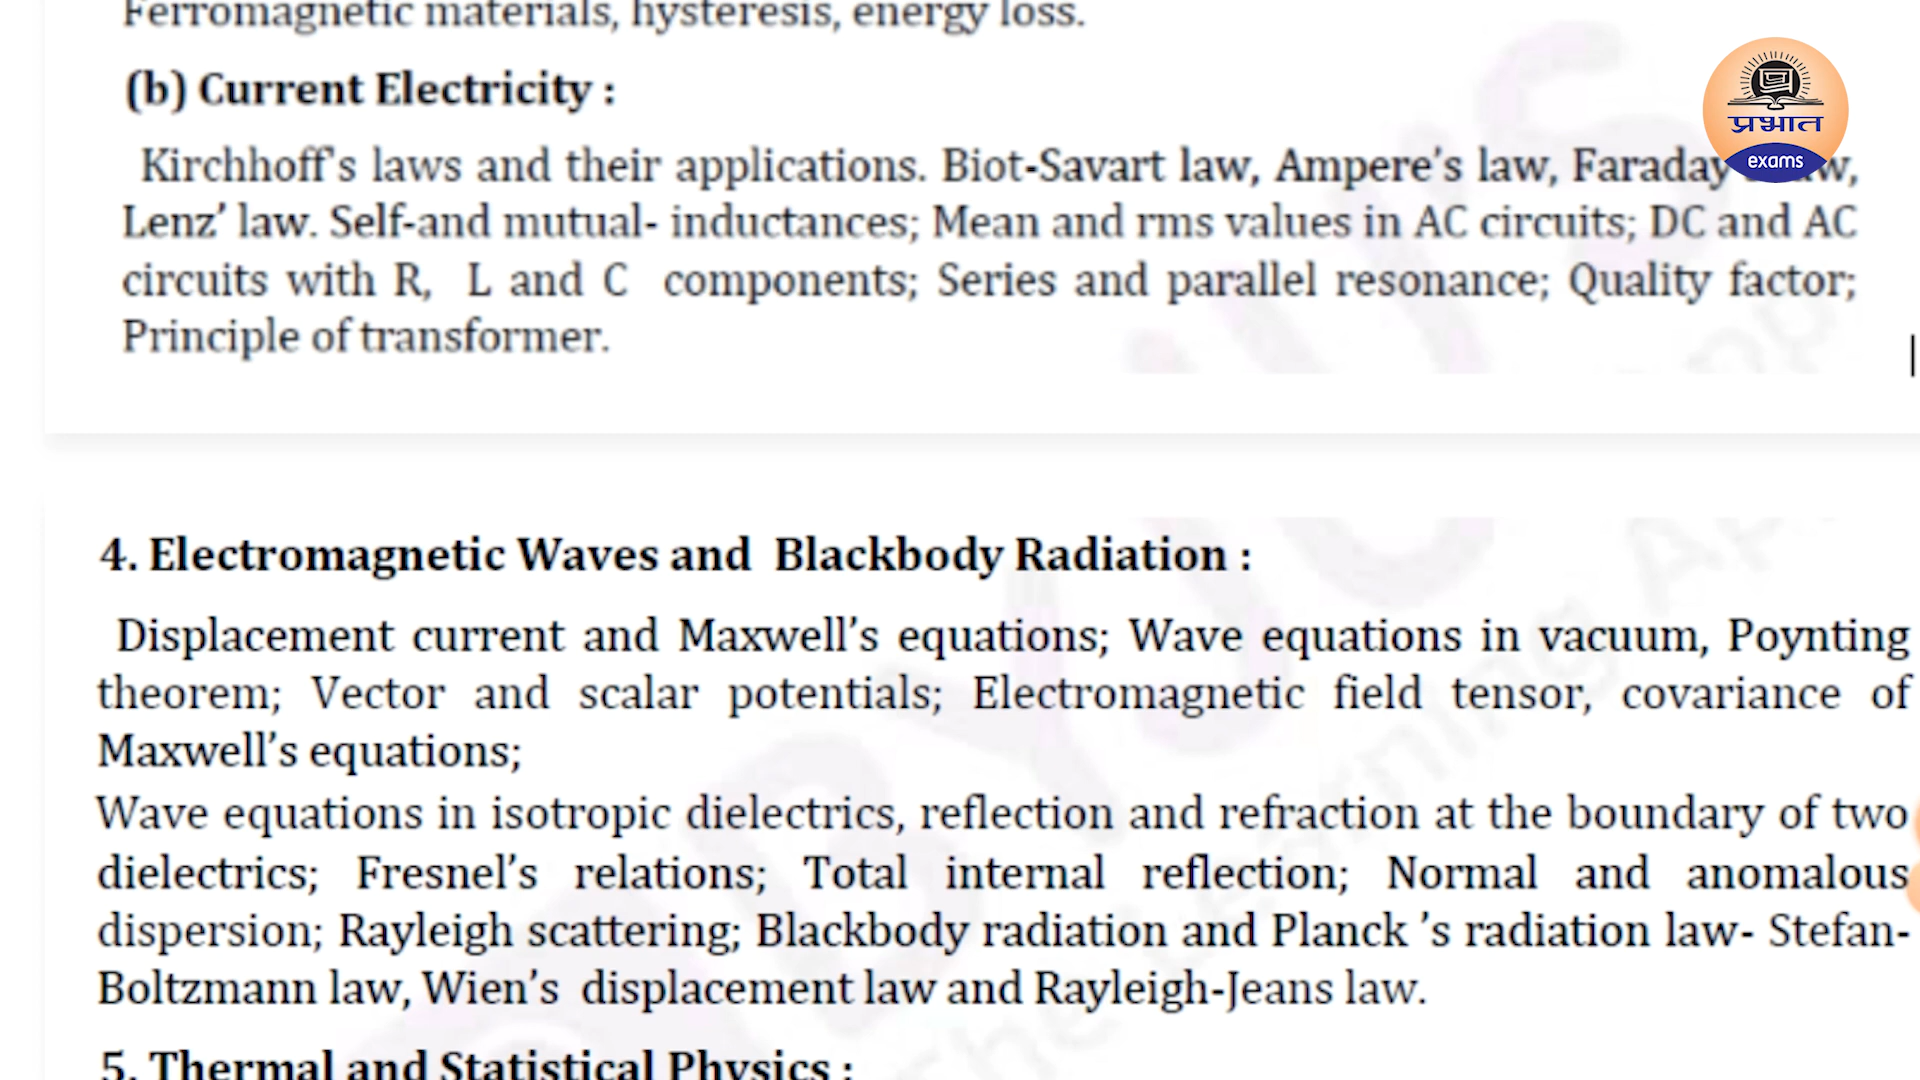 Ferromagnetic materials, hysteresis, energy loss.
(b) Current Electricity :
Kirchhoff's laws and their applications. Biot-Savart law, Ampere’s law, Faraday
Lenz’ law. Self-and mutual- inductances; Mean and rms values in AC circuits; DC and AC
circuits with R, L and C components; Series and parallel resonance; Quality factor;
Principle of transformer.
4. Electromagnetic Waves and Blackbody Radiation :
Displacement current and Maxwell’s equations; Wave equations in vacuum, Poynting
theorem; Vector and scalar potentials; Electromagnetic field tensor, covariance of
Maxwell’s equations;
Wave equations in isotropic dielectrics, reflection and refraction at the boundary of two
dielectrics; Fresnel’s relations; Total internal reflection; Normal and anomalous
dispersion; Rayleigh scattering; Blackbody radiation and Planck ’s radiation law- Stefan-
Boltzmann law, Wien’s displacement law and Rayleigh-Jeans law.
5. Thermal and Statistical Physics :
प्रभात
exams
BYJU'S
The Learning App